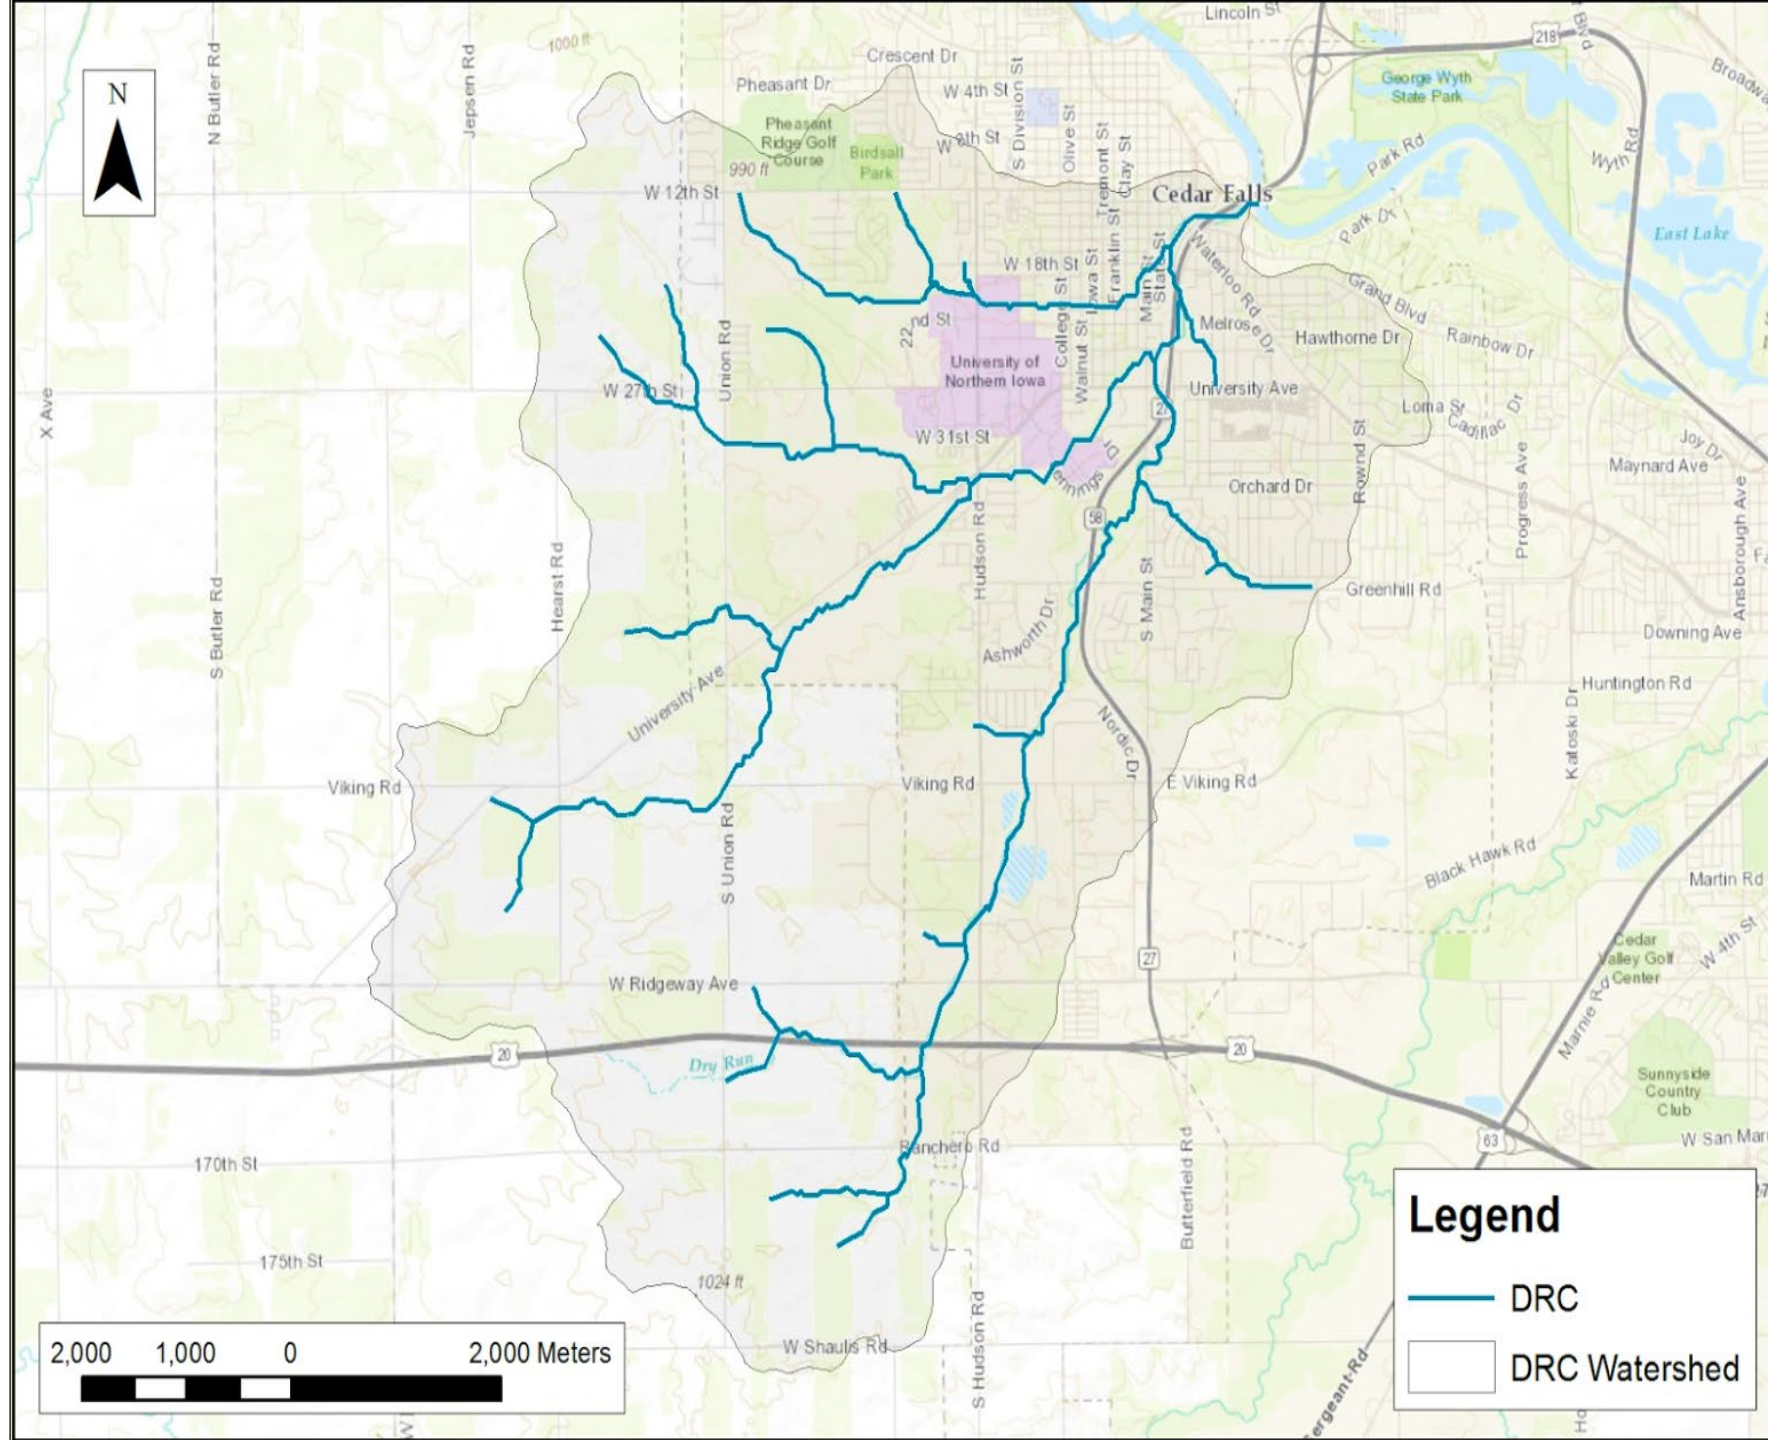 Lincoln St
218
Crescent Dr
1000 ft
Broadwa
N
N Butler Rd
Jepsen Rd
Pheasant Dr
W 4th St
S Division St
George Wyth
State Park
Pheasant
Ridge Golf
Course
Birdsall
Park
990 ft
W 8th St
Olive St
Tremont St
Clay St
Park Rd
Wyth Rd
W 12th St
Cedar Falls
Park Dr
East Lake
W 18th St
Iowa St
Franklin St
Main St
State St
Waterloo Rd
Grand Blvd
College St
22nd St
Union Rd
Walnut St
Melrose Dr
Hawthorne Dr
Rainbow Dr
University of
Northern Iowa
W 27th St
University Ave
X Ave
Loma St
Cadillac Dr
W 31st St
Joy Dr
Maynard Ave
Jennings Dr
Orchard Dr
Rownd St
Progress Ave
Ansborough Ave
58
Hudson Rd
Hearst Rd
S Butler Rd
S Main St
Greenhill Rd
Ashworth Dr
Downing Ave
University Ave
Huntington Rd
Nordic Dr
Katoski Dr
Viking Rd
Viking Rd
E Viking Rd
S Union Rd
Black Hawk Rd
Martin Rd
W 4th St
Cedar
Valley Golf
Center
27
W Ridgeway Ave
Marnie Rd
20
Dry Run
20
Sunnyside
Country
Club
63
W San Mar
Ranchero Rd
170th St
Butterfield Rd
175th St
1024 ft
S Hudson Rd
W Shaulis Rd
Sergeant Rd
Legend
DRC
DRC Watershed
2,000 1,000 0 2,000 Meters